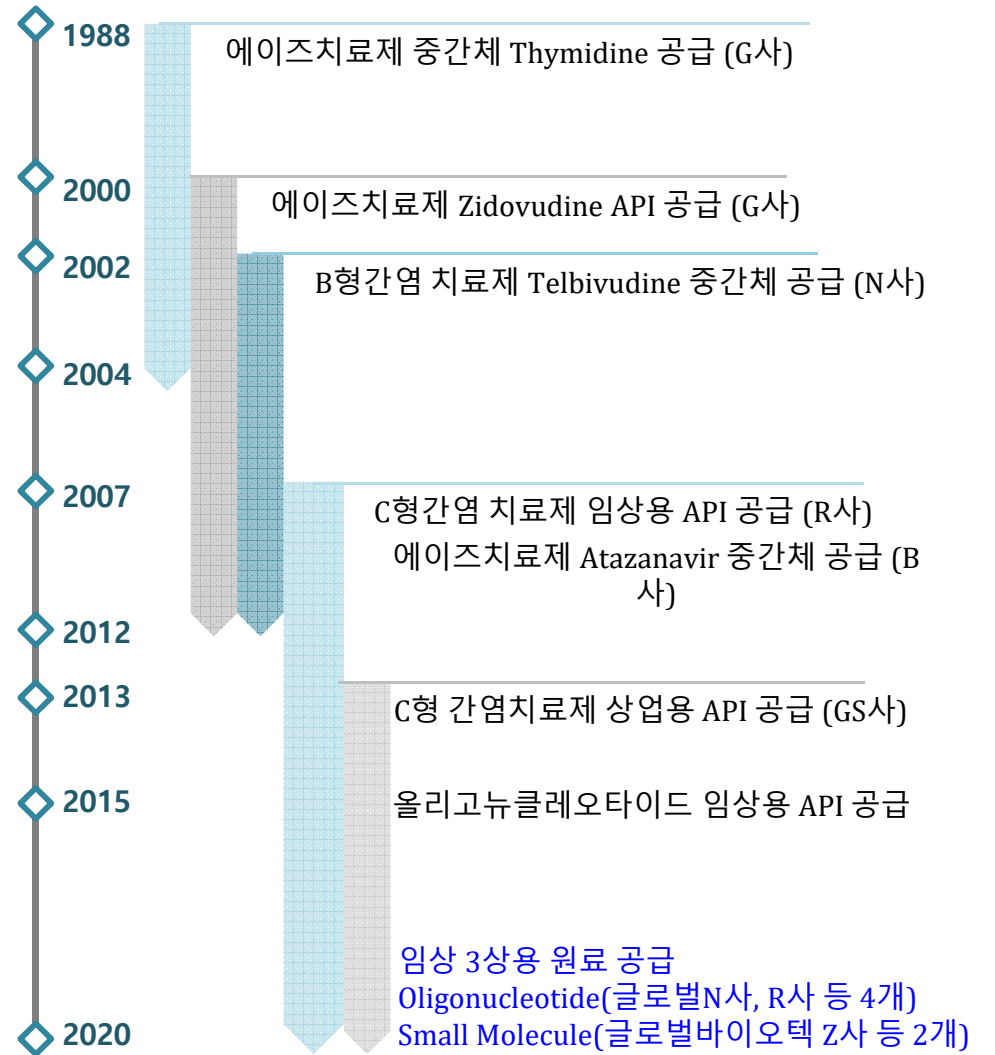 1988
에이즈치료제 중간체 Thymidine 공급 (G사)
2000
에이즈치료제 Zidovudine API 공급 (G사)
2002
B형간염 치료제 Telbivudine 중간체 공급 (N사)
2004
2007
C형간염 치료제 임상용 API 공급 (R사)
에이즈치료제 Atazanavir 중간체 공급 (B
사)
2012
2013
C형 간염치료제 상업용 API 공급 (GS사)
2015
올리고뉴클레오타이드 임상용 API 공급
임상 3상용 원료 공급
Oligonucleotide(글로벌N사, R사 등 4개)
2020
Small Molecule(글로벌바이오텍 Z사 등 2개)